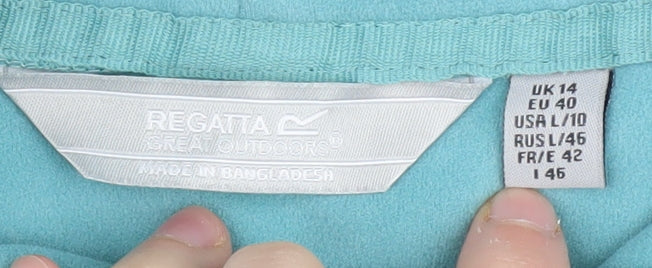 REGATTA
GREAT OUTDOORS®
MADE IN BANGLADESH
UK 14
EU 40
USA L/10
RUS L/46
FR/E 42
I 46